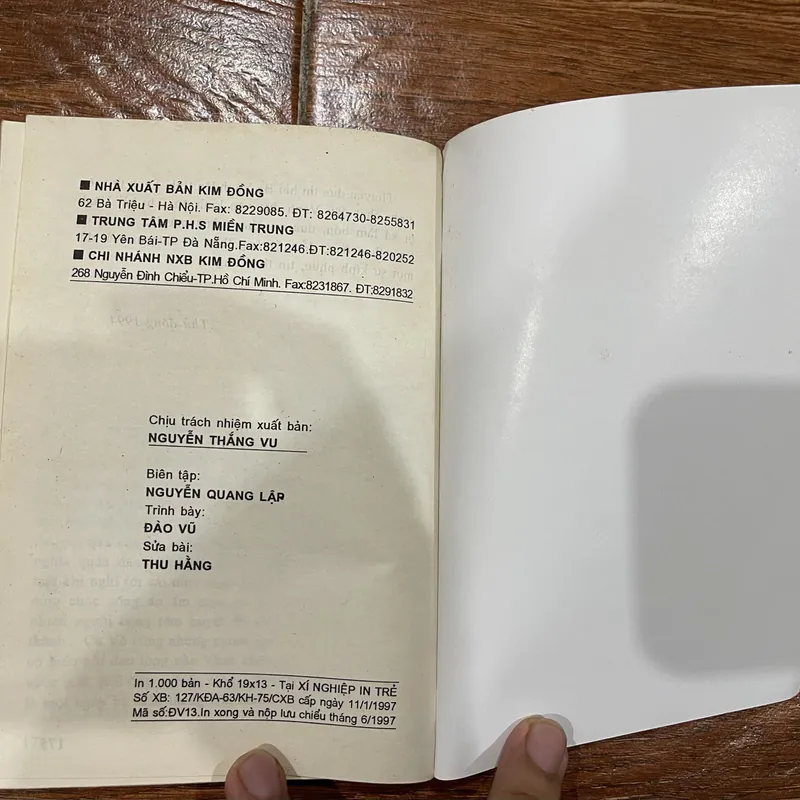 ■ NHÀ XUẤT BẢN KIM ĐỒNG
62 Bà Triệu - Hà Nội. Fax: 8229085. ĐT: 8264730-8255831
■ TRUNG TÂM P.H.S MIỀN TRUNG
17-19 Yên Bái-TP Đà Nẵng.Fax:821246.ĐT:821246-820252
■ CHI NHÁNH NXB KIM ĐỒNG
268 Nguyễn Đình Chiểu-TP.Hồ Chí Minh. Fax:8231867. ĐT:8291832
Chịu trách nhiệm xuất bản:
NGUYỄN THẮNG VU
Biên tập:
NGUYỄN QUANG LẬP
Trình bày:
ĐÀO VŨ
Sửa bài:
THU HẰNG
In 1.000 bản - Khổ 19x13 - Tại XÍ NGHIỆP IN TRẺ
Số XB: 127/KĐA-63/KH-75/CXB cấp ngày 11/1/1997
Mã số:ĐV13.In xong và nộp lưu chiểu tháng 6/1997